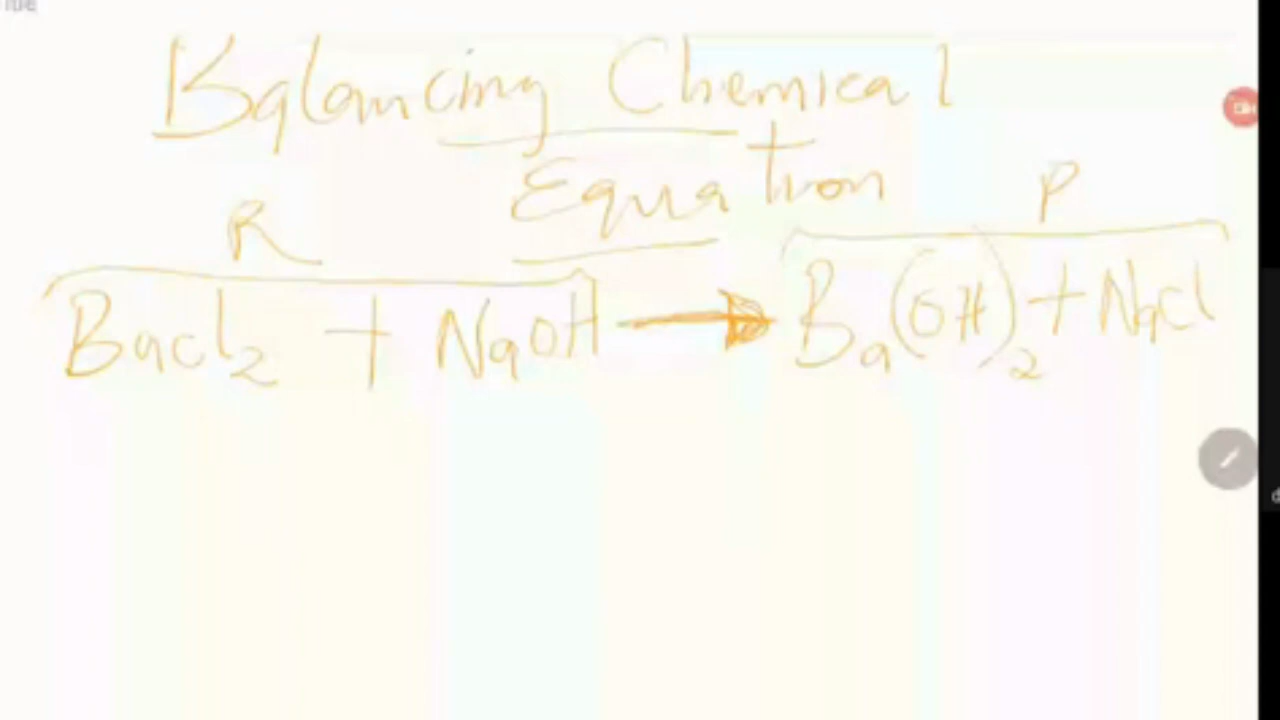 Balancing Chemical
Equation
R P
BaCl₂ + NaOH → Ba(OH)₂ + NaCl